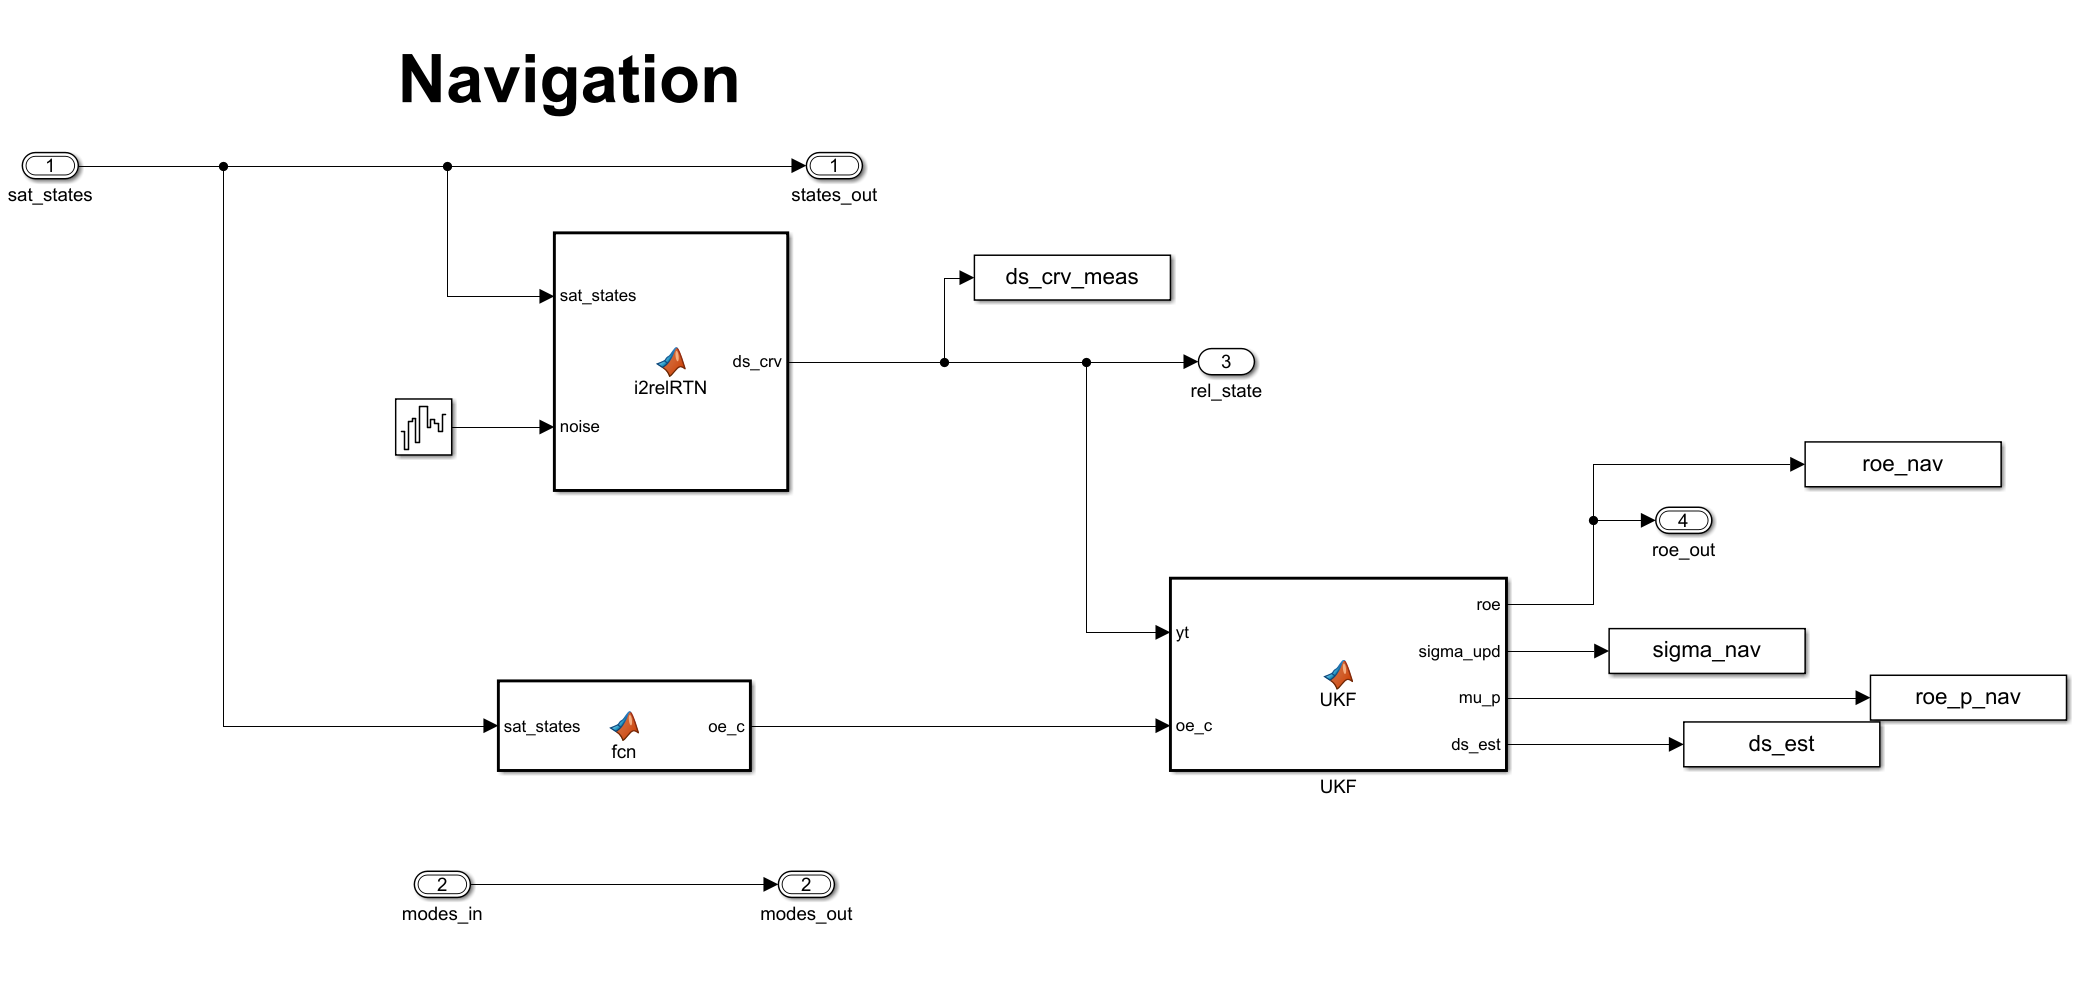 Navigation
1
sat_states
1
states_out
sat_states
noise
i2relRTN
ds_crv
ds_crv_meas
3
rel_state
roe_nav
4
roe_out
yt
oe_c
UKF
roe
sigma_upd
mu_p
ds_est
UKF
sigma_nav
roe_p_nav
ds_est
sat_states
fcn
oe_c
2
modes_in
2
modes_out